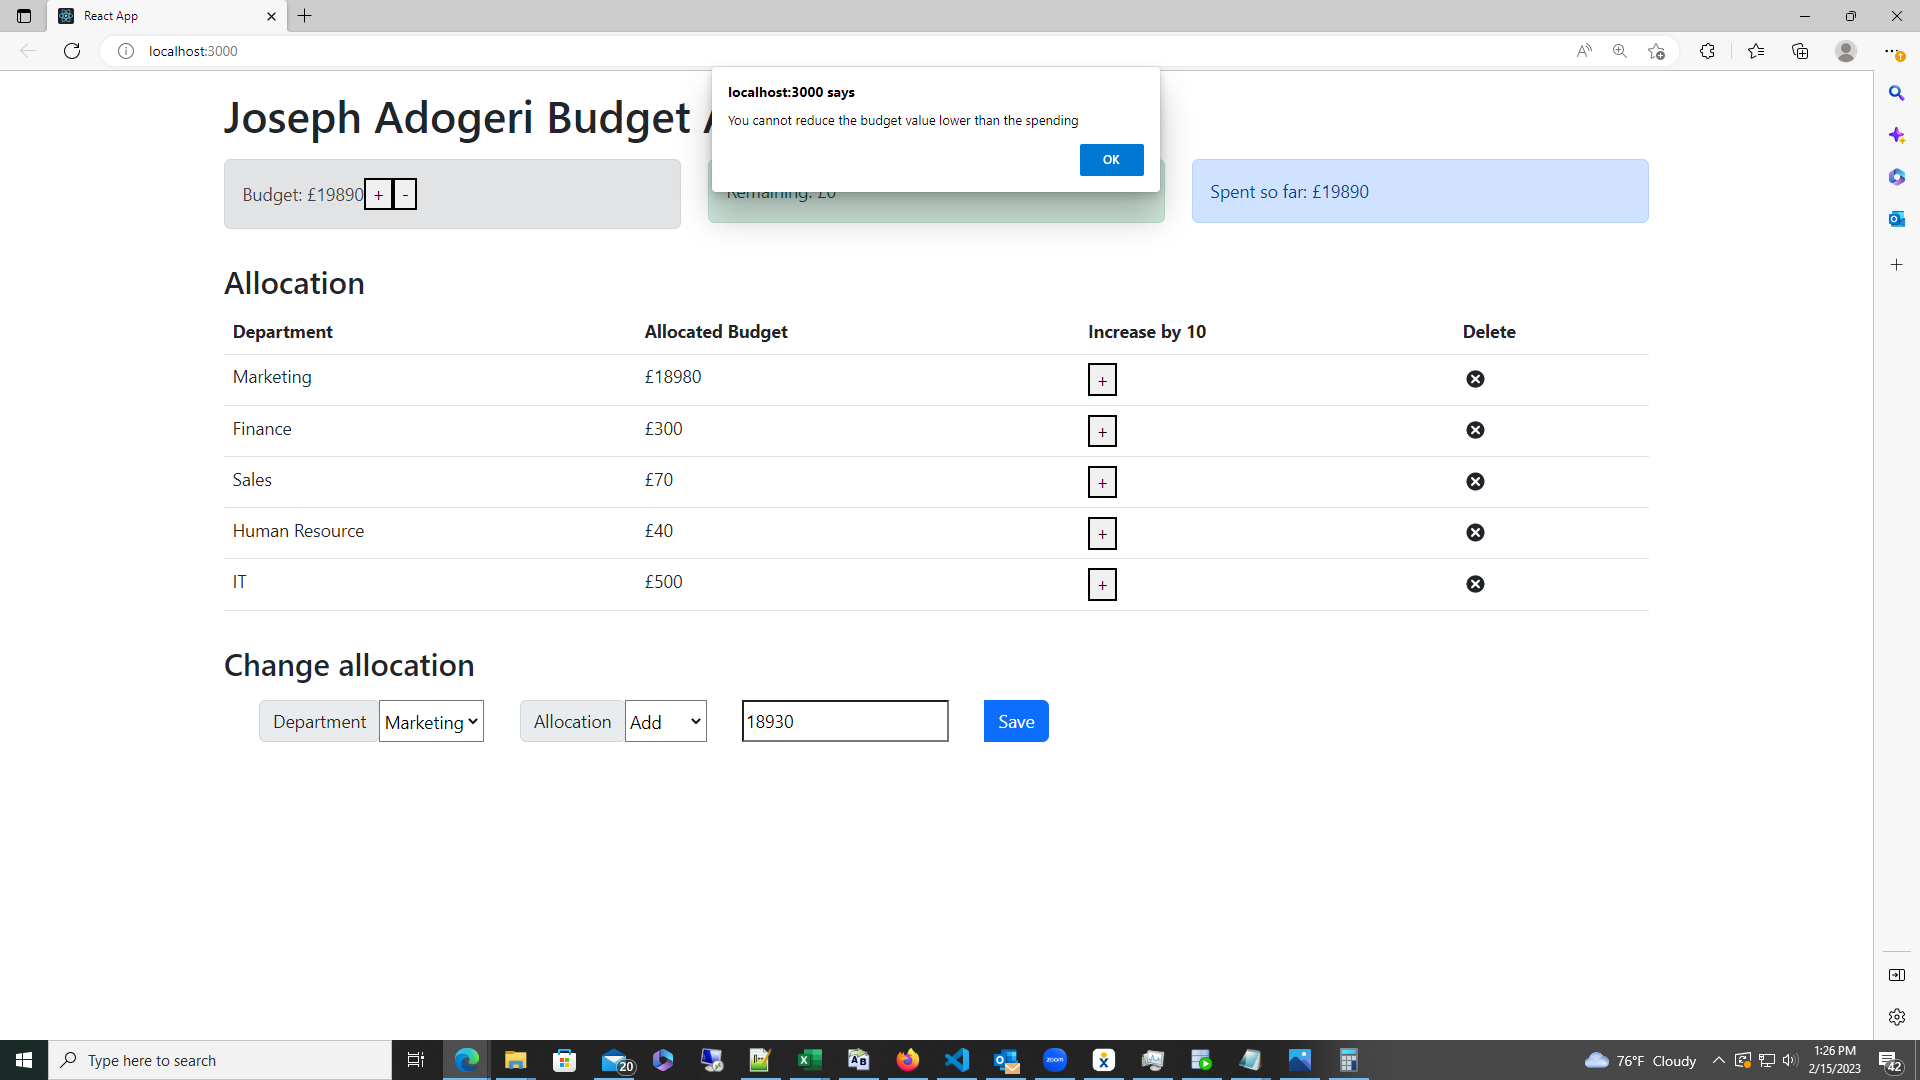 React App
localhost:3000
localhost:3000 says
You cannot reduce the budget value lower than the spending
OK
Joseph Adogeri Budget
Budget: £19890 + -
Remaining: £0
Spent so far: £19890
Allocation
Department Allocated Budget Increase by 10 Delete
Marketing £18980 +
Finance £300 +
Sales £70 +
Human Resource £40 +
IT £500 +
Change allocation
Department Marketing Allocation Add 18930 Save
Type here to search
20
zoom
76°F Cloudy
1:26 PM
2/15/2023
42